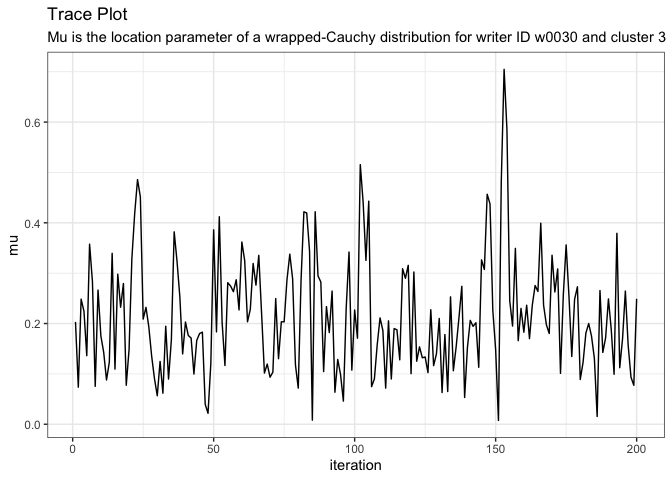 Trace Plot
Mu is the location parameter of a wrapped-Cauchy distribution for writer ID w0030 and cluster 3
mu
0.6
0.4
0.2
0.0
0 50 100 150 200
iteration